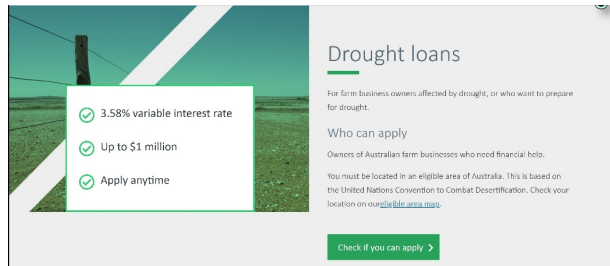 Drought loans
For farm business owners affected by drought, or who want to prepare
for drought.
Who can apply
Owners of Australian farm businesses who need financial help.
You must be located in an eligible area of Australia. This is based on
the United Nations Convention to Combat Desertification. Check your
location on oureligible area map.
Check if you can apply
3.58% variable interest rate
Up to $1 million
Apply anytime